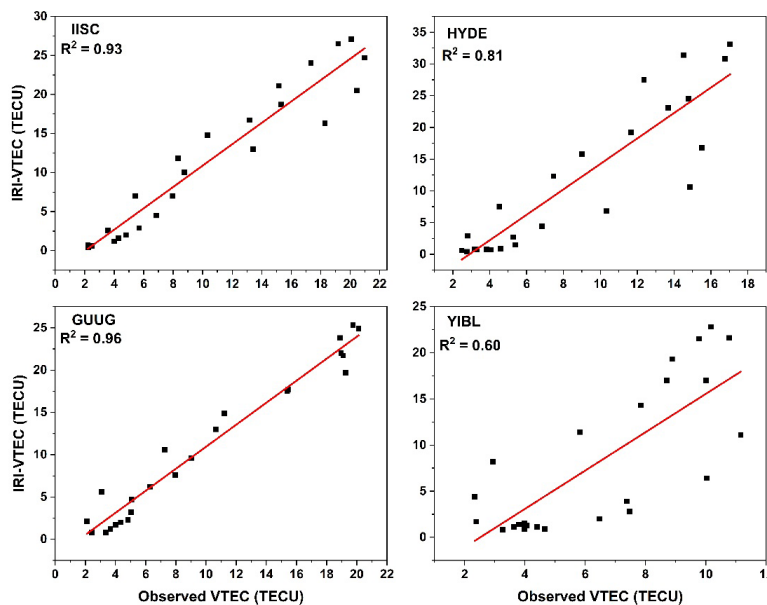 IISC
R² = 0.93
IRI-VTEC (TECU)
30
25
20
15
10
5
0
0 2 4 6 8 10 12 14 16 18 20 22
HYDE
R² = 0.81
35
30
25
20
15
10
5
0
2 4 6 8 10 12 14 16 18
GUUG
R² = 0.96
IRI-VTEC (TECU)
25
20
15
10
5
0
0 2 4 6 8 10 12 14 16 18 20 22
Observed VTEC (TECU)
YIBL
R² = 0.60
25
20
15
10
5
0
2 4 6 8 10 1
Observed VTEC (TECU)